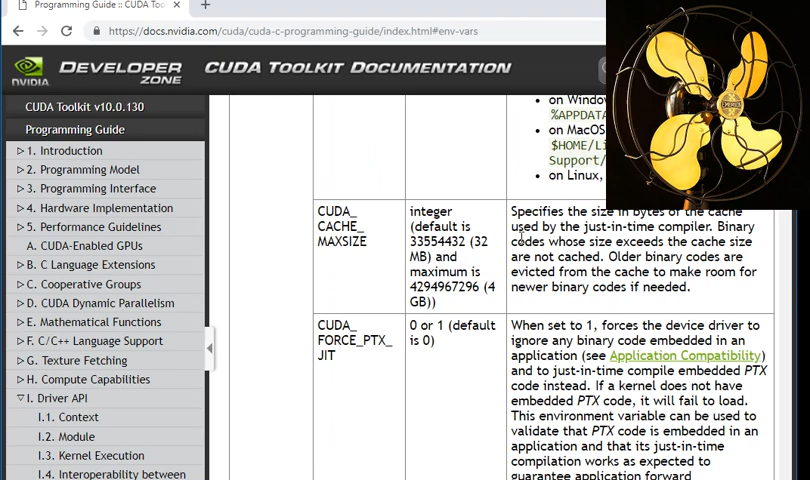 Programming Guide :: CUDA Too
https://docs.nvidia.com/cuda/cuda-c-programming-guide/index.html#env-vars
NVIDIA
DEVELOPER ZONE
CUDA TOOLKIT DOCUMENTATION
CUDA Toolkit v10.0.130
Programming Guide
1. Introduction
2. Programming Model
3. Programming Interface
4. Hardware Implementation
5. Performance Guidelines
A. CUDA-Enabled GPUs
B. C Language Extensions
C. Cooperative Groups
D. CUDA Dynamic Parallelism
E. Mathematical Functions
F. C/C++ Language Support
G. Texture Fetching
H. Compute Capabilities
I. Driver API
I.1. Context
I.2. Module
I.3. Kernel Execution
I.4. Interoperability between
• on Window
%APPDATA
• on MacOS
$HOME/Li
Support/
• on Linux,
CUDA_
CACHE_
MAXSIZE
integer
(default is
33554432 (32
MB) and
maximum is
4294967296 (4
GB))
Specifies the size in bytes of the cache
used by the just-in-time compiler. Binary
codes whose size exceeds the cache size
are not cached. Older binary codes are
evicted from the cache to make room for
newer binary codes if needed.
CUDA_
FORCE_PTX_
JIT
0 or 1 (default
is 0)
When set to 1, forces the device driver to
ignore any binary code embedded in an
application (see Application Compatibility)
and to just-in-time compile embedded PTX
code instead. If a kernel does not have
embedded PTX code, it will fail to load.
This environment variable can be used to
validate that PTX code is embedded in an
application and that its just-in-time
compilation works as expected to
guarantee application forward
EMERSON